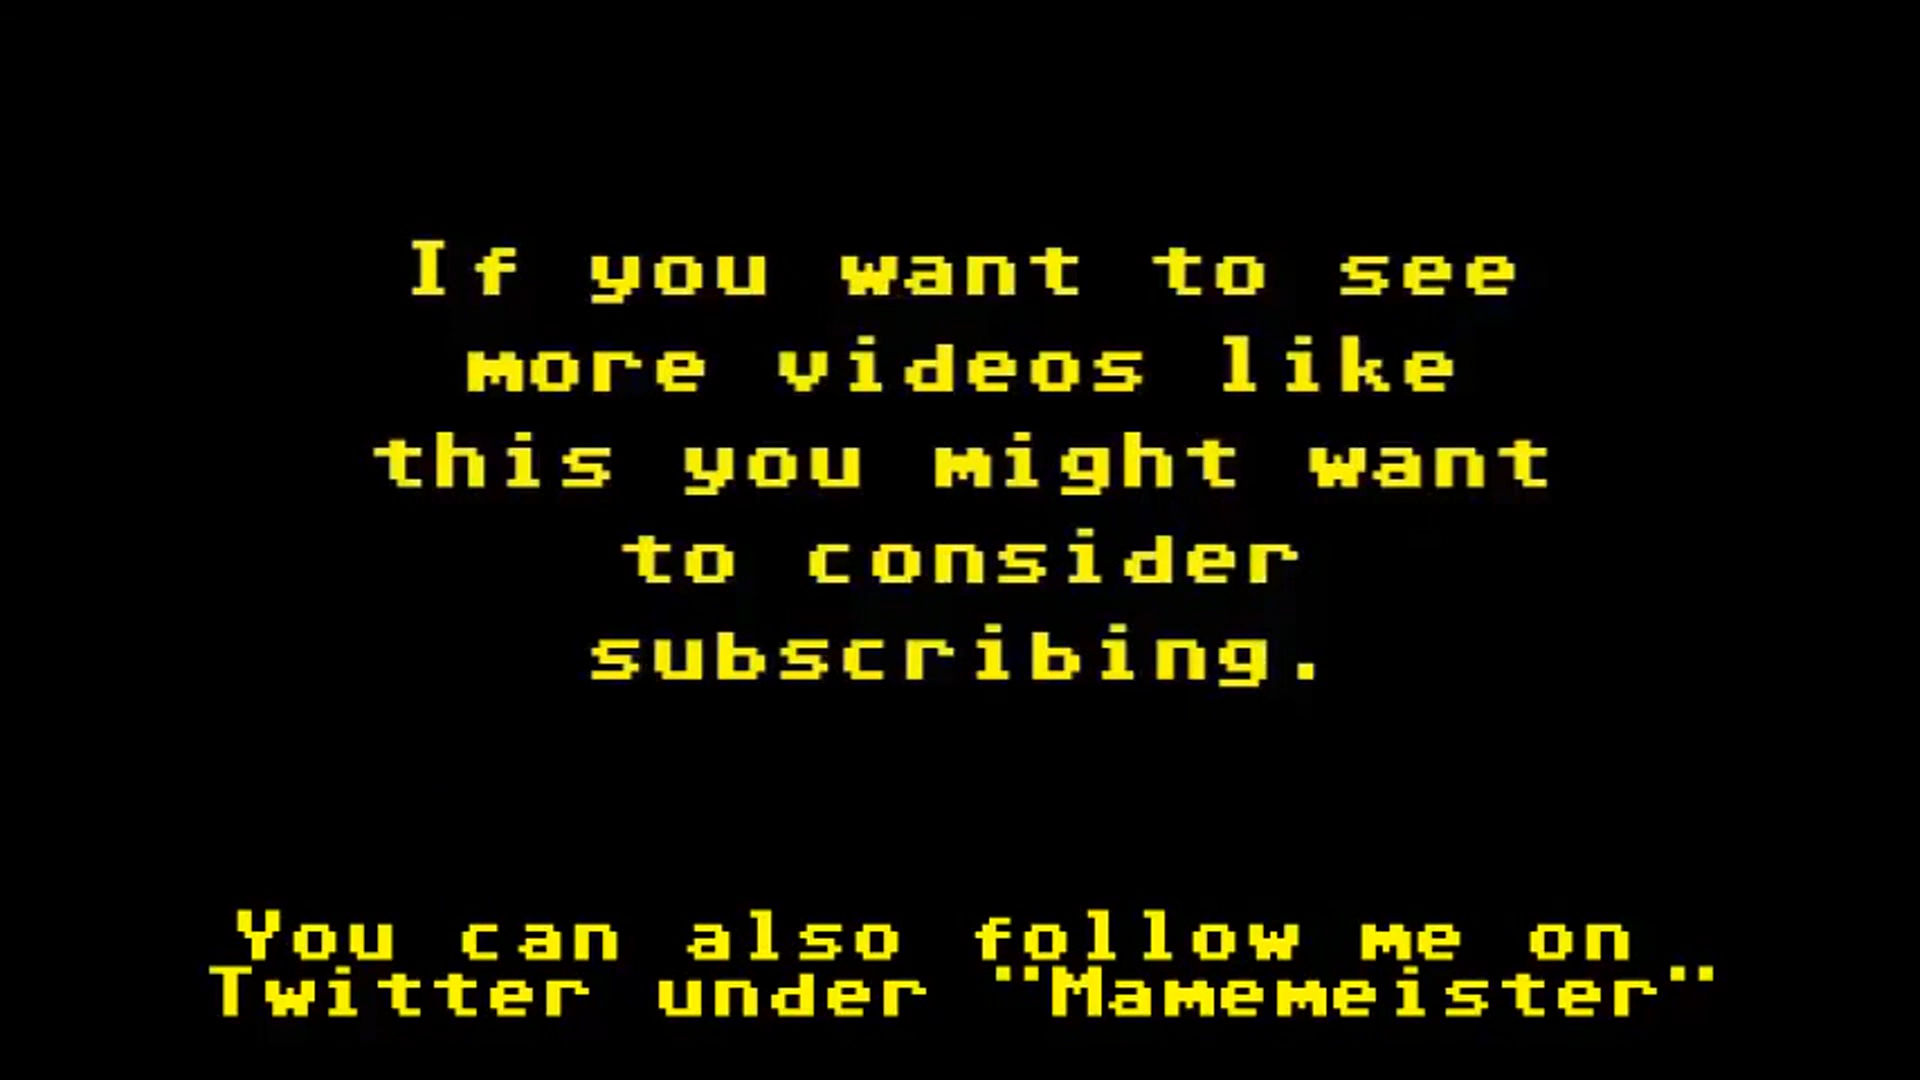 If you want to see
more videos like
this you might want
to consider
subscribing.
You can also follow me on
Twitter under "Mamemeister"